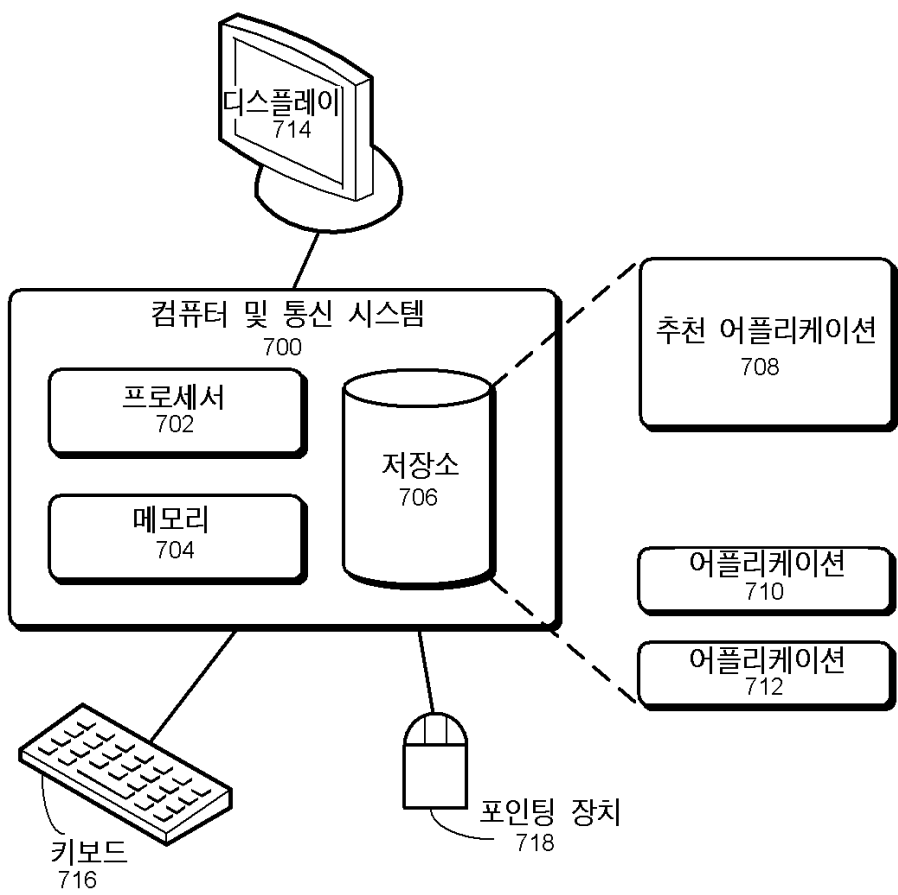 디스플레이
714
컴퓨터 및 통신 시스템
700
프로세서
702
메모리
704
저장소
706
추천 어플리케이션
708
어플리케이션
710
어플리케이션
712
키보드
716
포인팅 장치
718